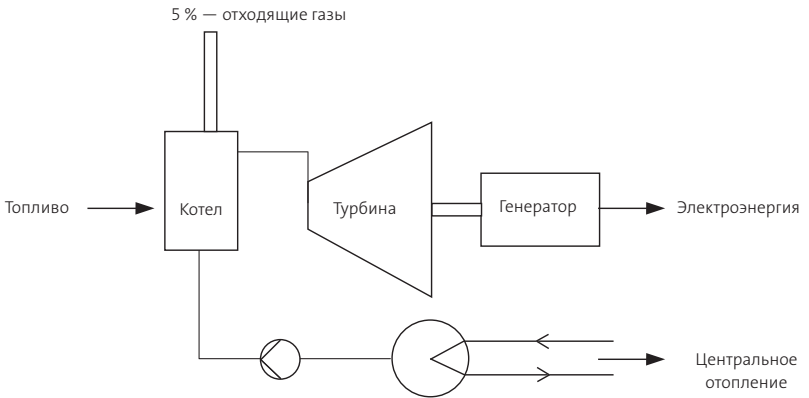 5 % — отходящие газы
Топливо
Котел
Турбина
Генератор
Электроэнергия
Центральное
отопление